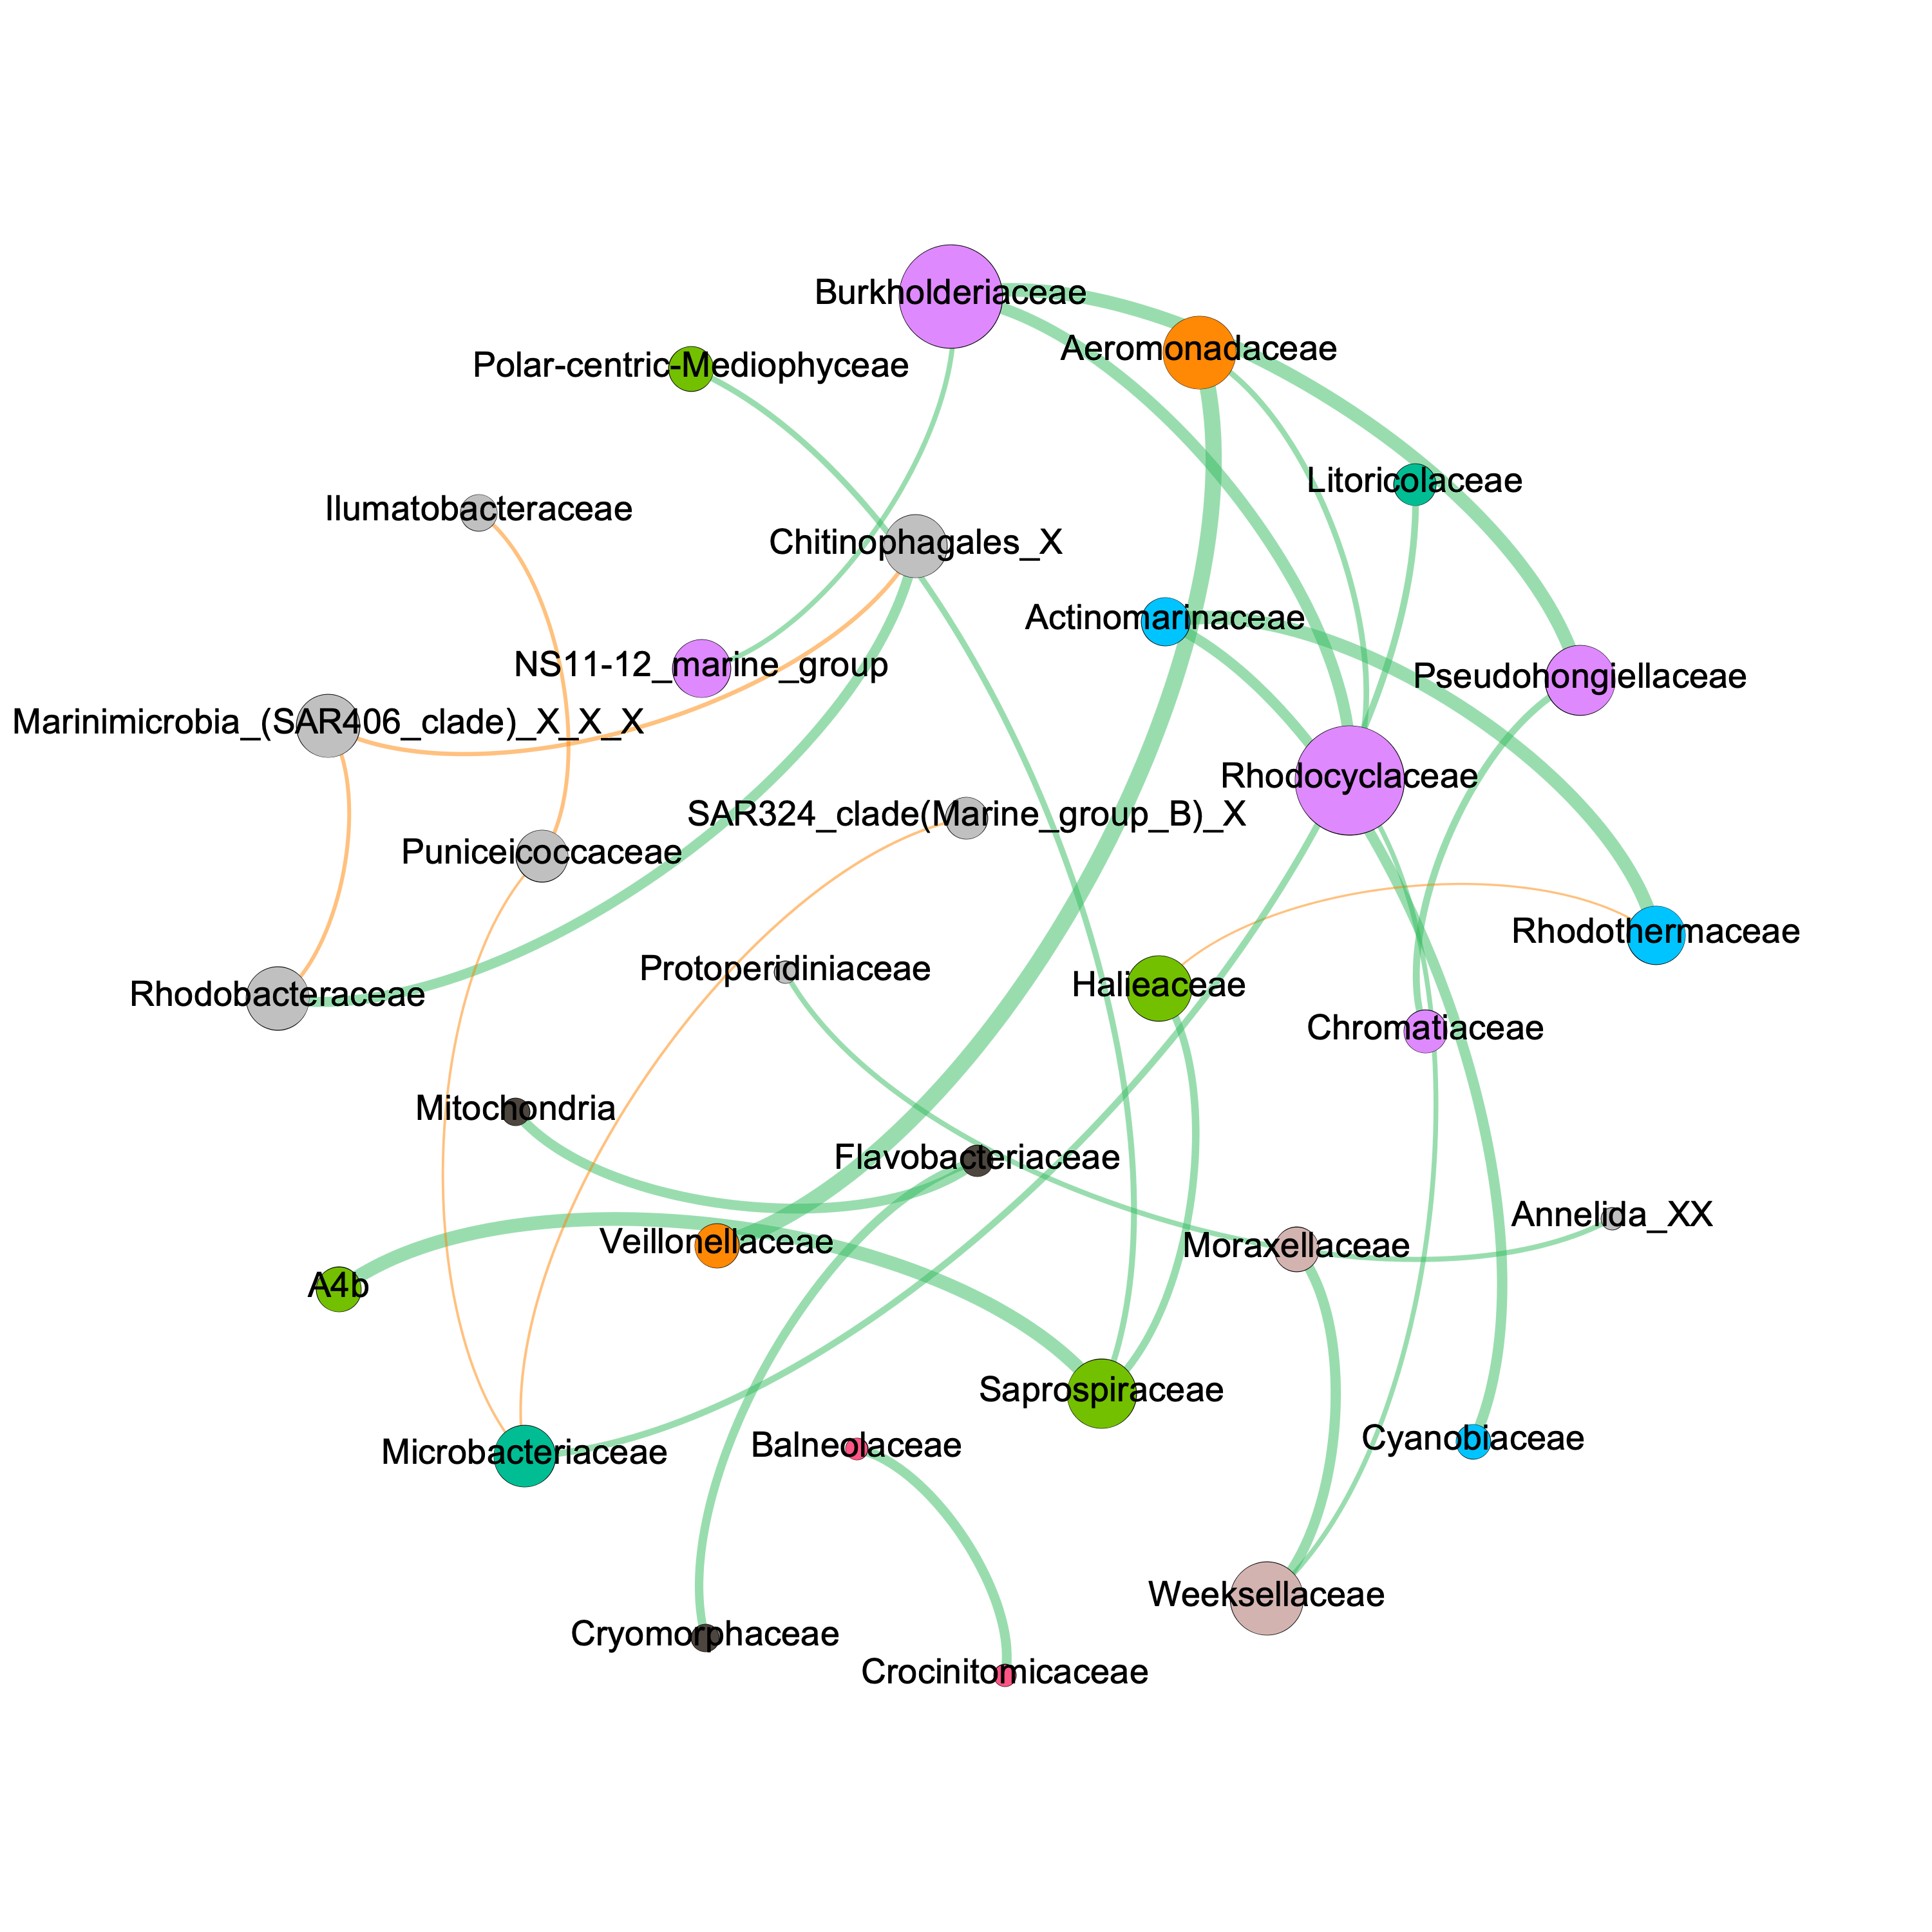 Burkholderiaceae
Aeromonadaceae
Polar-centric-Mediophyceae
Litoricolaceae
Ilumatobacteraceae
Chitinophagales_X
Actinomarinaceae
NS11-12_marine_group
Pseudohongiellaceae
Marinimicrobia_(SAR406_clade)_X_X_X
Rhodocyclaceae
SAR324_clade(Marine_group_B)_X
Puniceicoccaceae
Rhodothermaceae
Protoperidiniaceae
Halieaceae
Rhodobacteraceae
Chromatiaceae
Mitochondria
Flavobacteriaceae
Annelida_XX
Veillonellaceae
Moraxellaceae
A4b
Saprospiraceae
Cyanobiaceae
Balneolaceae
Microbacteriaceae
Weeksellaceae
Cryomorphaceae
Crocinitomicaceae